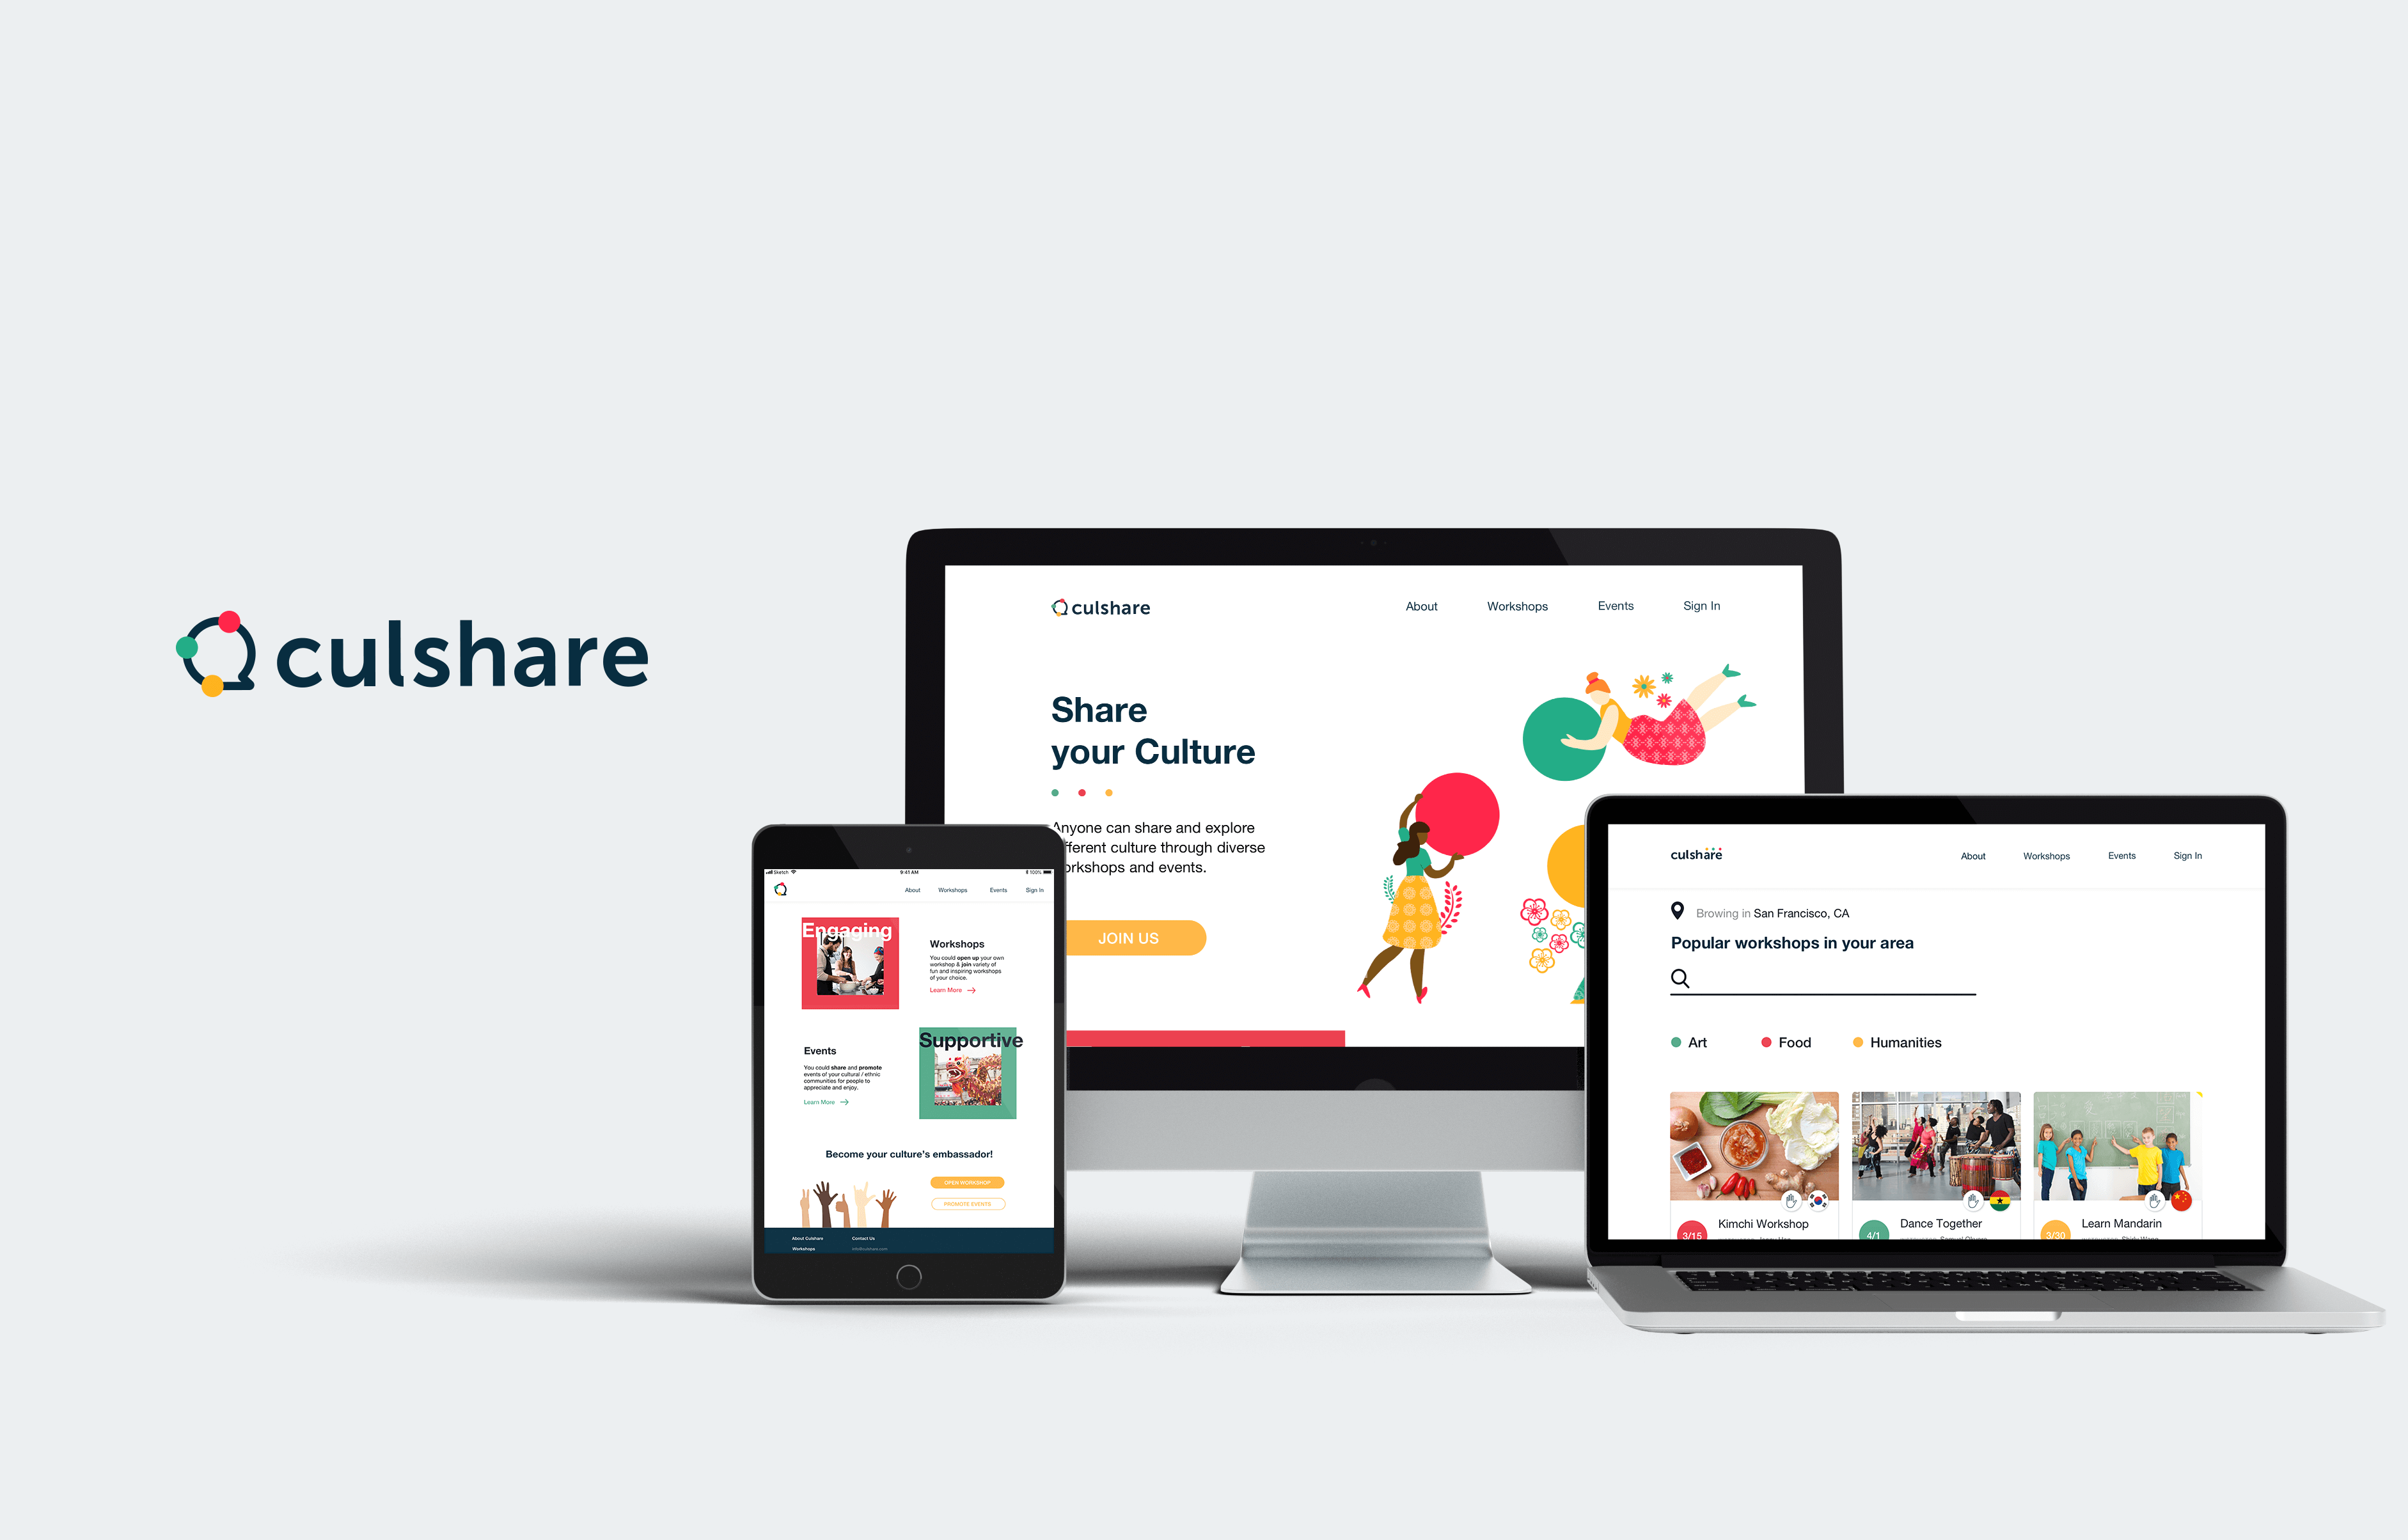 culshare
culshare
About
Workshops
Events
Sign In
Share
your Culture
Anyone can share and explore
fferent culture through diverse
orkshops and events.
JOIN US
Sketch
9:41 AM
100%
About
Workshops
Events
Sign In
Engaging
Workshops
You could open up your own
workshop & join variety of
fun and inspiring workshops
of your choice.
Learn More
Supportive
Events
You could share and promote
events of your cultural / ethnic
communities for people to
appreciate and enjoy.
Learn More
Become your culture's embassador!
OPEN WORKSHOP
PROMOTE EVENTS
About Culshare
Contact Us
Workshops
info@culshare.com
culshare
About
Workshops
Events
Sign In
Browing in San Francisco, CA
Popular workshops in your area
Art
Food
Humanities
3/15
Kimchi Workshop
4/1
Dance Together
3/30
Learn Mandarin